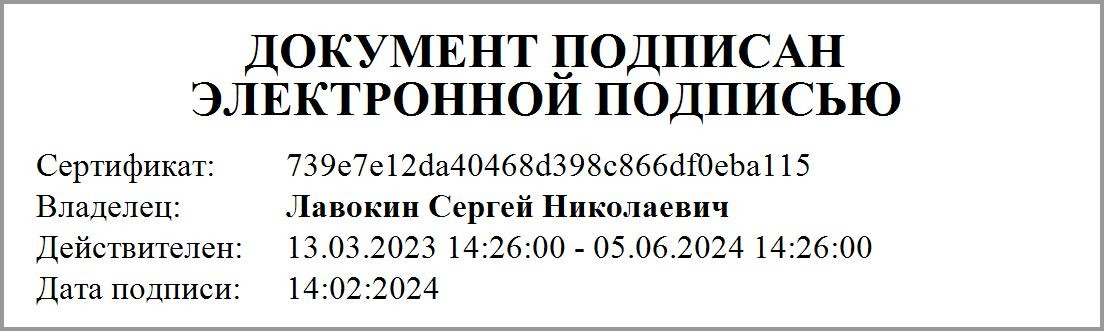 ДОКУМЕНТ ПОДПИСАН
ЭЛЕКТРОННОЙ ПОДПИСЬЮ
Сертификат: 739e7e12da40468d398c866df0eba115
Владелец: Лавокин Сергей Николаевич
Действителен: 13.03.2023 14:26:00 - 05.06.2024 14:26:00
Дата подписи: 14:02:2024